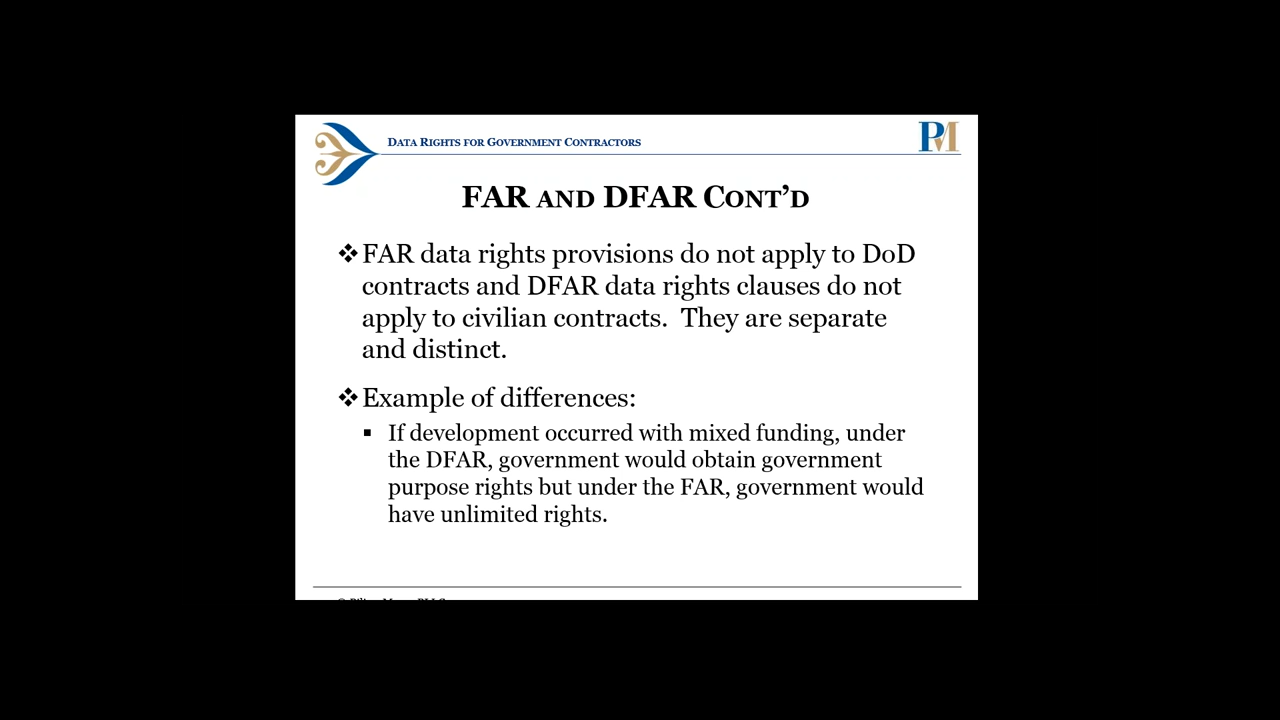 DATA RIGHTS FOR GOVERNMENT CONTRACTORS
PM
FAR AND DFAR CONT'D
❖FAR data rights provisions do not apply to DoD
contracts and DFAR data rights clauses do not
apply to civilian contracts.  They are separate
and distinct.
❖Example of differences:
▪ If development occurred with mixed funding, under
the DFAR, government would obtain government
purpose rights but under the FAR, government would
have unlimited rights.